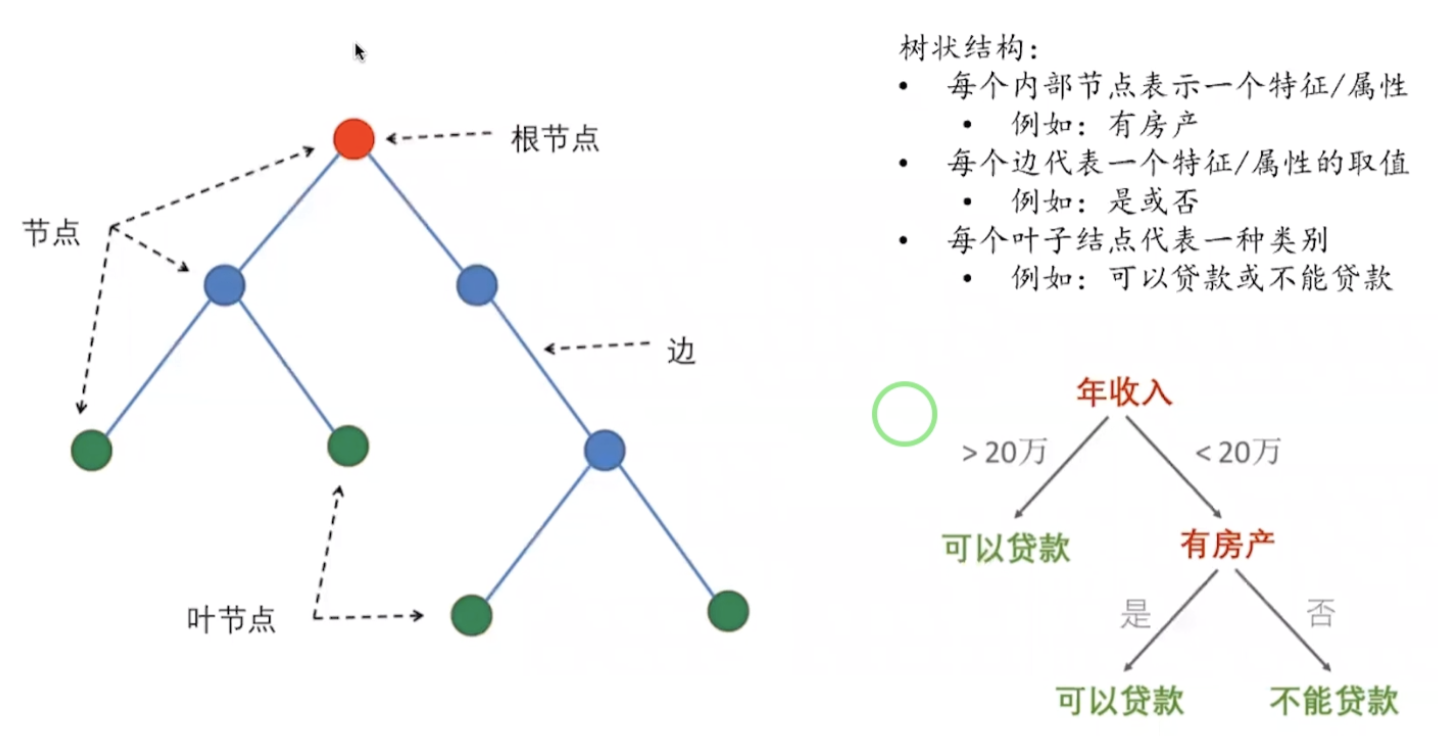 根节点
节点
边
叶节点
树状结构:
• 每个内部节点表示一个特征/属性
• 例如: 有房产
• 每个边代表一个特征/属性的取值
• 例如: 是或否
• 每个叶子结点代表一种类别
• 例如: 可以贷款或不能贷款
年收入
>20万 <20万
可以贷款 有房产
是 否
可以贷款 不能贷款